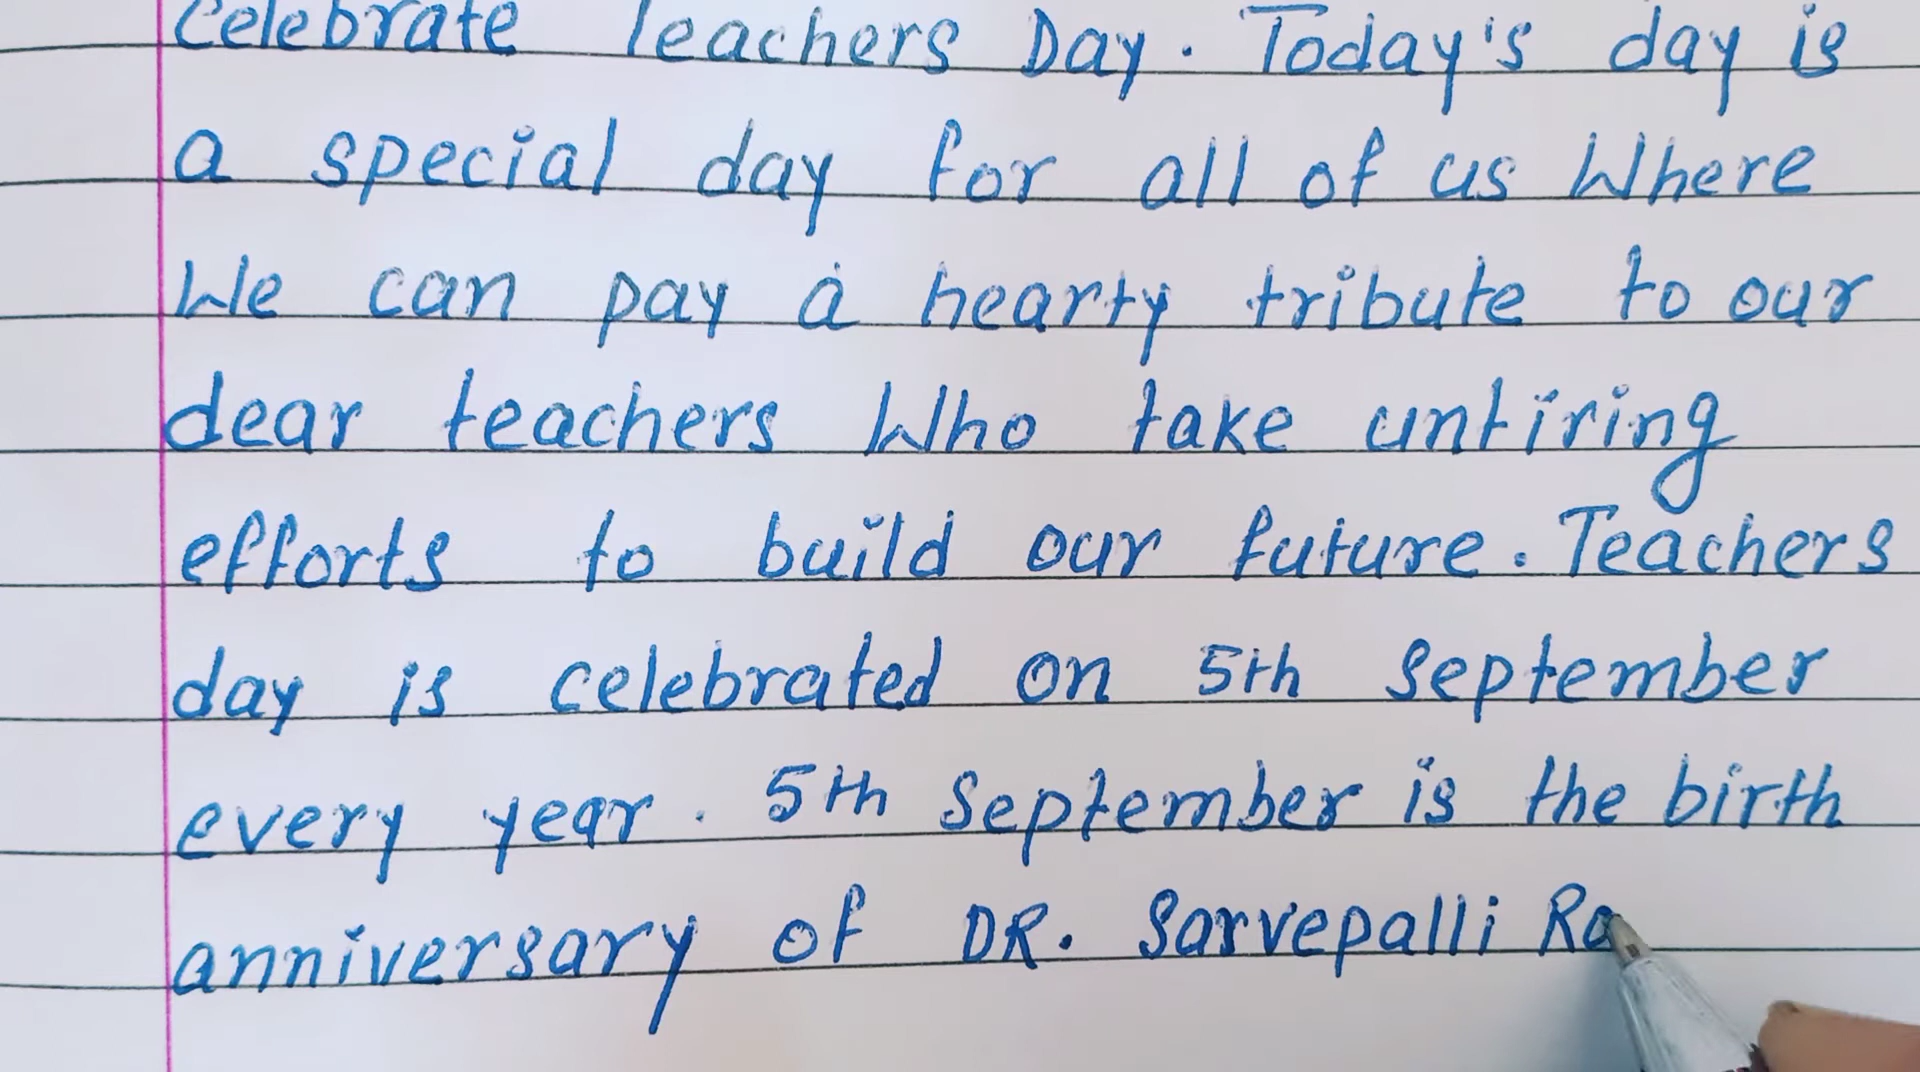 Celebrate Teachers Day. Today's day is
a special day for all of us Where
We can pay a hearty tribute to our
dear teachers Who take untiring
efforts to build our future. Teachers
day is celebrated on 5th September
every year. 5th September is the birth
anniversary of DR. Sarvepalli Ra